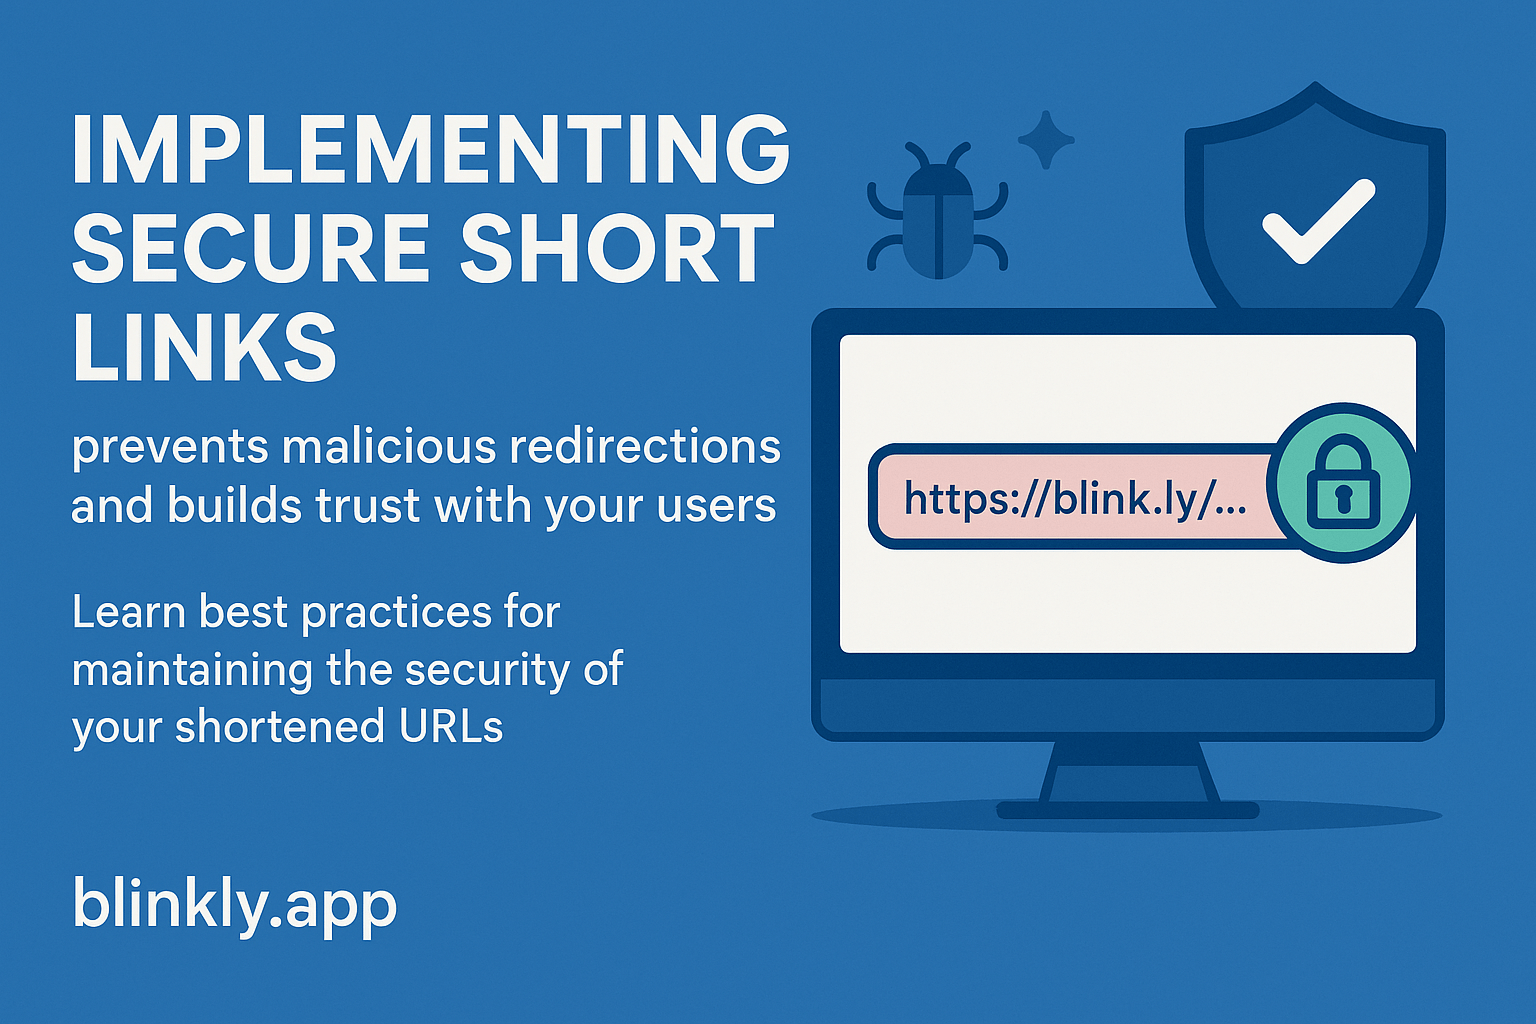 IMPLEMENTING
SECURE SHORT
LINKS
prevents malicious redirections
and builds trust with your users
Learn best practices for
maintaining the security of
your shortened URLs
blinkly.app
https://blink.ly/...